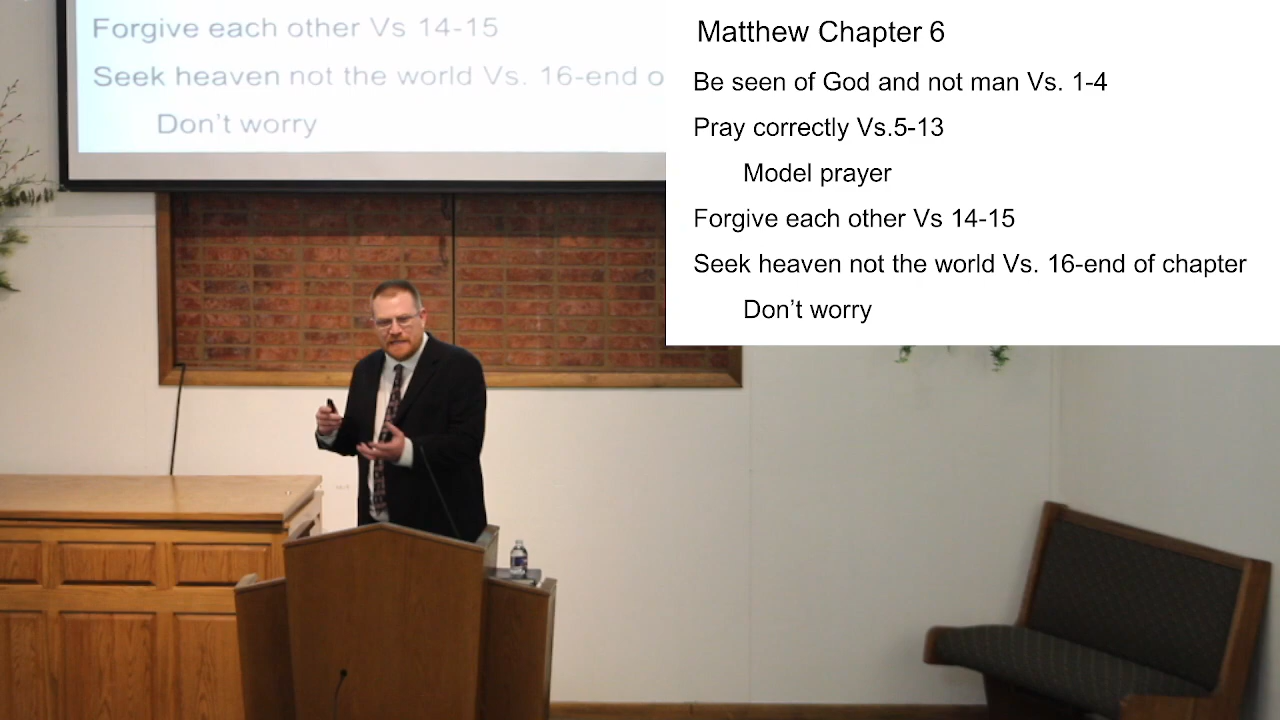 Forgive each other Vs 14-15
Seek heaven not the world Vs. 16-end o
Don't worry
Matthew Chapter 6
Be seen of God and not man Vs. 1-4
Pray correctly Vs.5-13
Model prayer
Forgive each other Vs 14-15
Seek heaven not the world Vs. 16-end of chapter
Don't worry